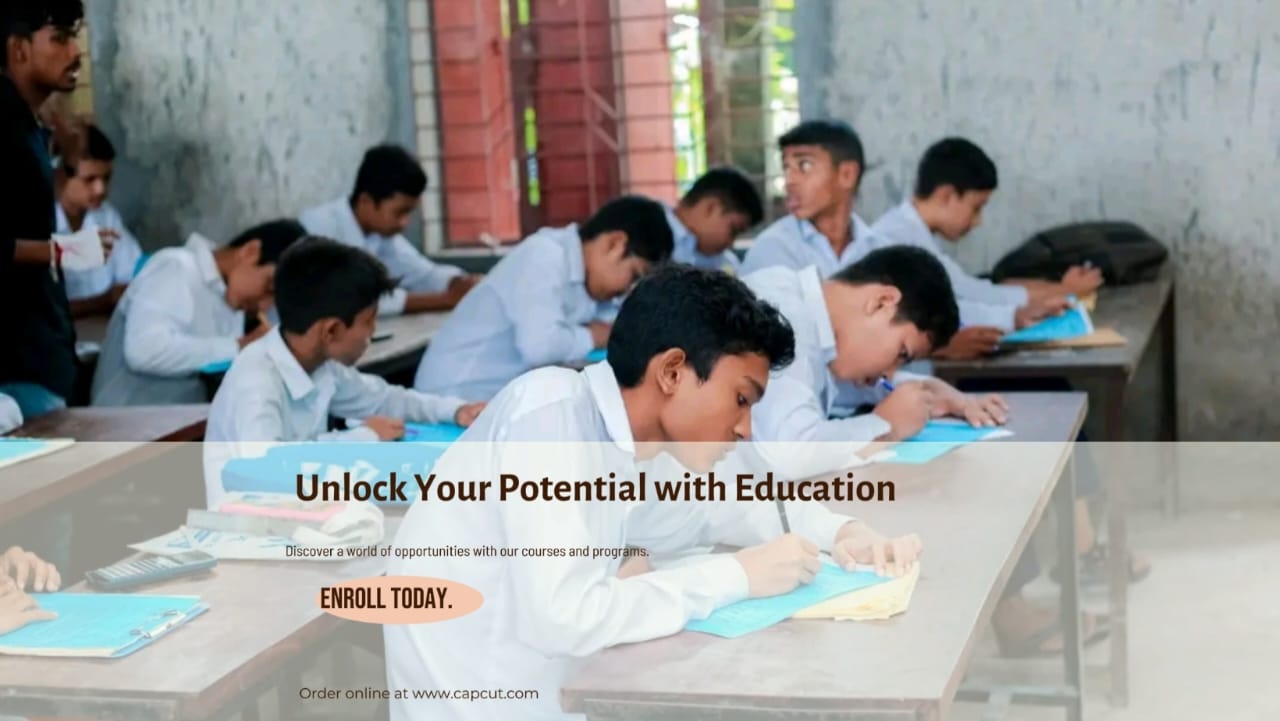 Unlock Your Potential with Education
Discover a world of opportunities with our courses and programs.
ENROLL TODAY.
Order online at www.capcut.com